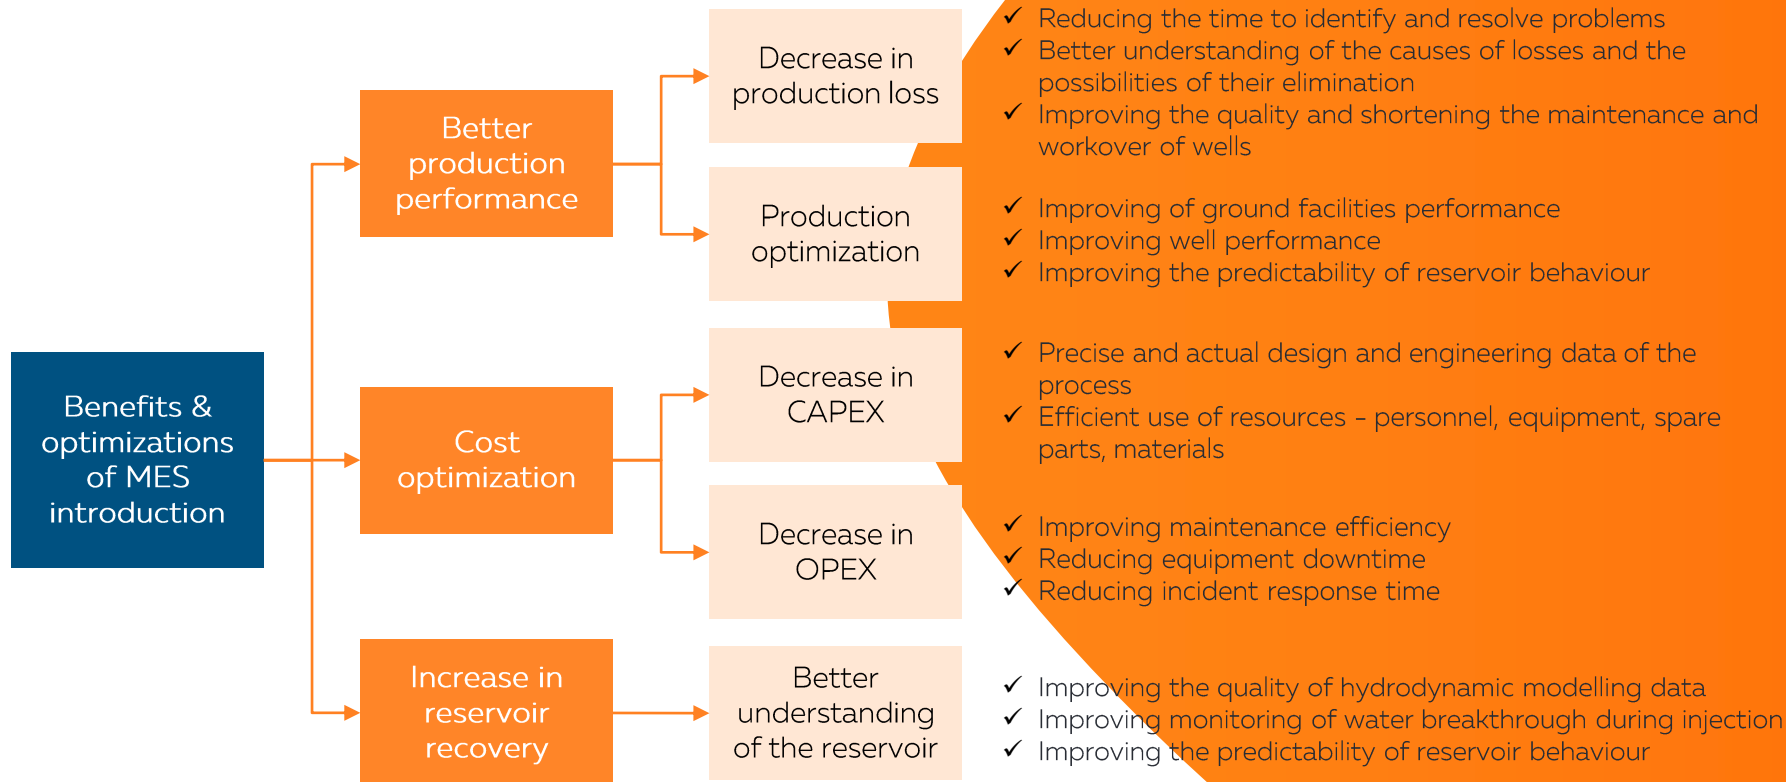 Benefits &
optimizations
of MES
introduction
Better
production
performance
Decrease in
production loss
✓ Reducing the time to identify and resolve problems
✓ Better understanding of the causes of losses and the
possibilities of their elimination
✓ Improving the quality and shortening the maintenance and
workover of wells
Production
optimization
✓ Improving of ground facilities performance
✓ Improving well performance
✓ Improving the predictability of reservoir behaviour
Cost
optimization
Decrease in
CAPEX
✓ Precise and actual design and engineering data of the
process
✓ Efficient use of resources - personnel, equipment, spare
parts, materials
Decrease in
OPEX
✓ Improving maintenance efficiency
✓ Reducing equipment downtime
✓ Reducing incident response time
Increase in
reservoir
recovery
Better
understanding
of the reservoir
✓ Improving the quality of hydrodynamic modelling data
✓ Improving monitoring of water breakthrough during injection
✓ Improving the predictability of reservoir behaviour